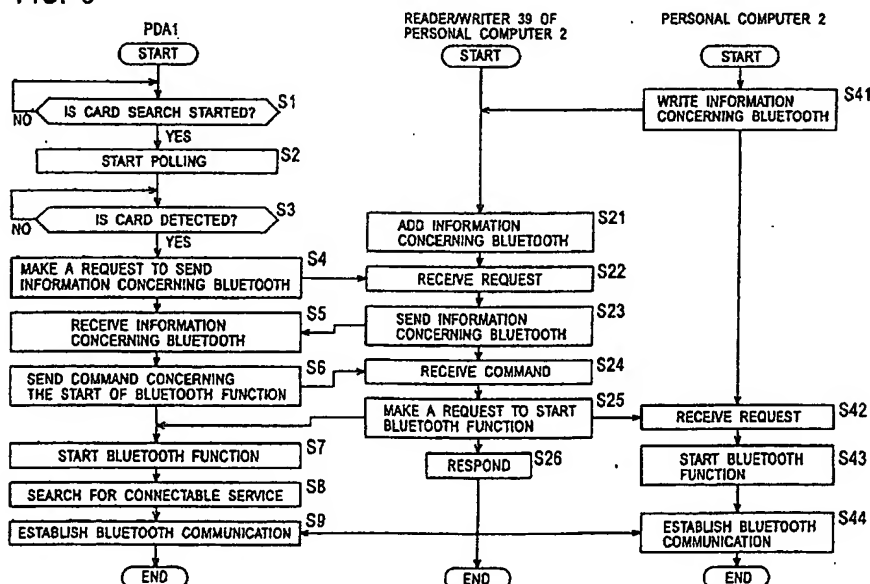 PDA1
START
IS CARD SEARCH STARTED?
S1
NO
YES
START POLLING
S2
IS CARD DETECTED?
S3
NO
YES
MAKE A REQUEST TO SEND
INFORMATION CONCERNING BLUETOOTH
S4
RECEIVE INFORMATION
CONCERNING BLUETOOTH
S5
SEND COMMAND CONCERNING
THE START OF BLUETOOTH FUNCTION
S6
START BLUETOOTH FUNCTION
S7
SEARCH FOR CONNECTABLE SERVICE
S8
ESTABLISH BLUETOOTH COMMUNICATION
S9
END
READER/WRITER 39 OF
PERSONAL COMPUTER 2
START
ADD INFORMATION
CONCERNING BLUETOOTH
S21
RECEIVE REQUEST
S22
SEND INFORMATION
CONCERNING BLUETOOTH
S23
RECEIVE COMMAND
S24
MAKE A REQUEST TO START
BLUETOOTH FUNCTION
S25
RESPOND
S26
END
PERSONAL COMPUTER 2
START
WRITE INFORMATION
CONCERNING BLUETOOTH
S41
RECEIVE REQUEST
S42
START BLUETOOTH
FUNCTION
S43
ESTABLISH BLUETOOTH
COMMUNICATION
S44
END